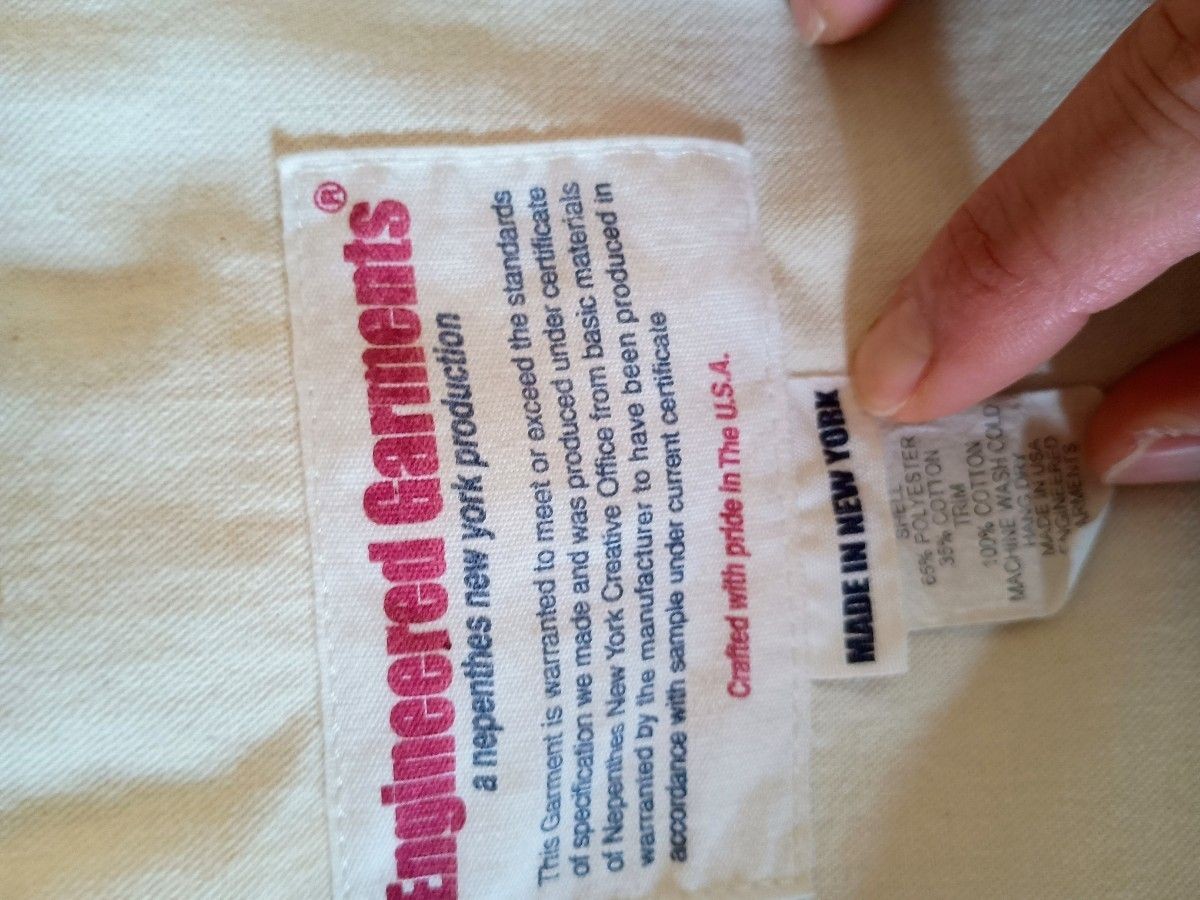 Engineered Garments®
a nepenthes new york production
This Garment is warranted to meet or exceed the standards
of specification we made and was produced under certificate
of Nepenthes New York Creative Office from basic materials
warranted by the manufacturer to have been produced in
accordance with sample under current certificate
Crafted with pride In The U.S.A.
MADE IN NEW YORK
SHELL
65% POLYESTER
35% COTTON
TRIM
100% COTTON
MACHINE WASH COLD
HANG DRY
MADE IN USA
ENGINEERED
GARMENTS